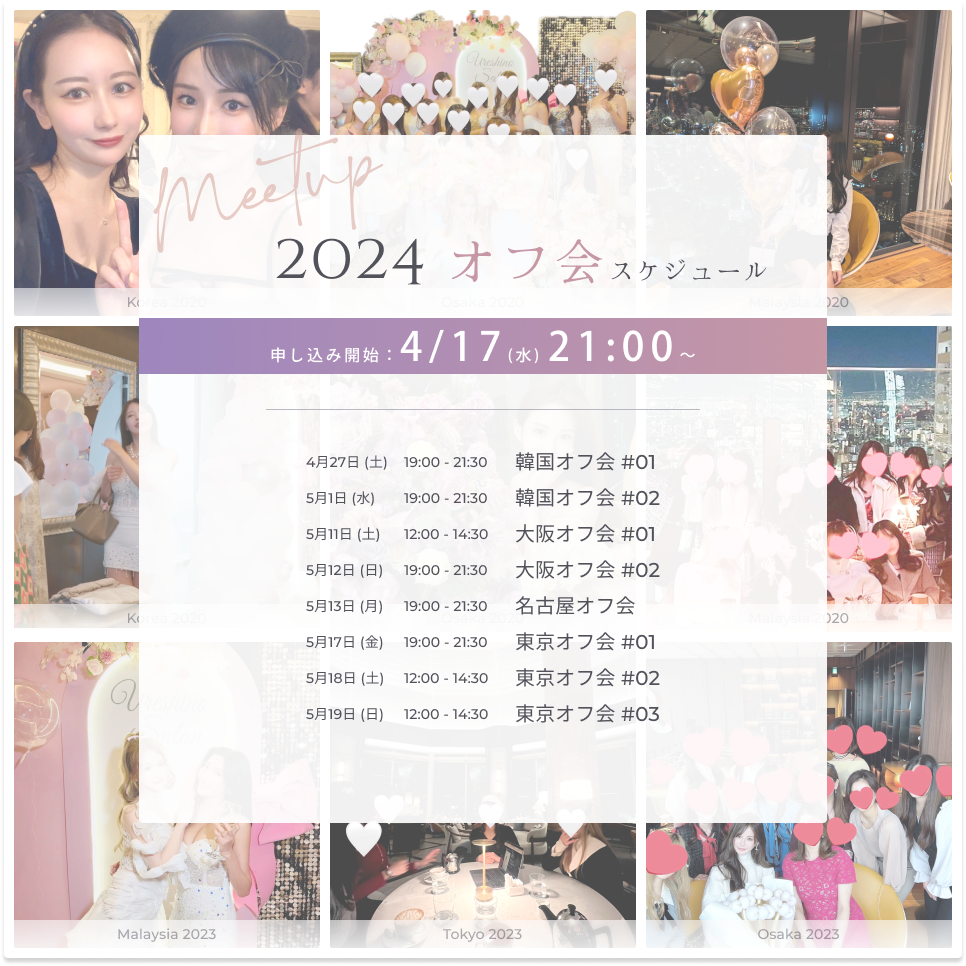 Ureshino
Meetup
2024 オフ会 スケジュール
Korea 2020
Osaka 2020
Malaysia 2020
申し込み開始：4/17(水) 21:00～
4月27日 (土) 19:00 - 21:30 韓国オフ会 #01
5月1日 (水) 19:00 - 21:30 韓国オフ会 #02
5月11日 (土) 12:00 - 14:30 大阪オフ会 #01
5月12日 (日) 19:00 - 21:30 大阪オフ会 #02
5月13日 (月) 19:00 - 21:30 名古屋オフ会
Korea 2020
Osaka 2020
Malaysia 2020
5月17日 (金) 19:00 - 21:30 東京オフ会 #01
5月18日 (土) 12:00 - 14:30 東京オフ会 #02
5月19日 (日) 12:00 - 14:30 東京オフ会 #03
Ureshino
Malaysia 2023
Tokyo 2023
Osaka 2023